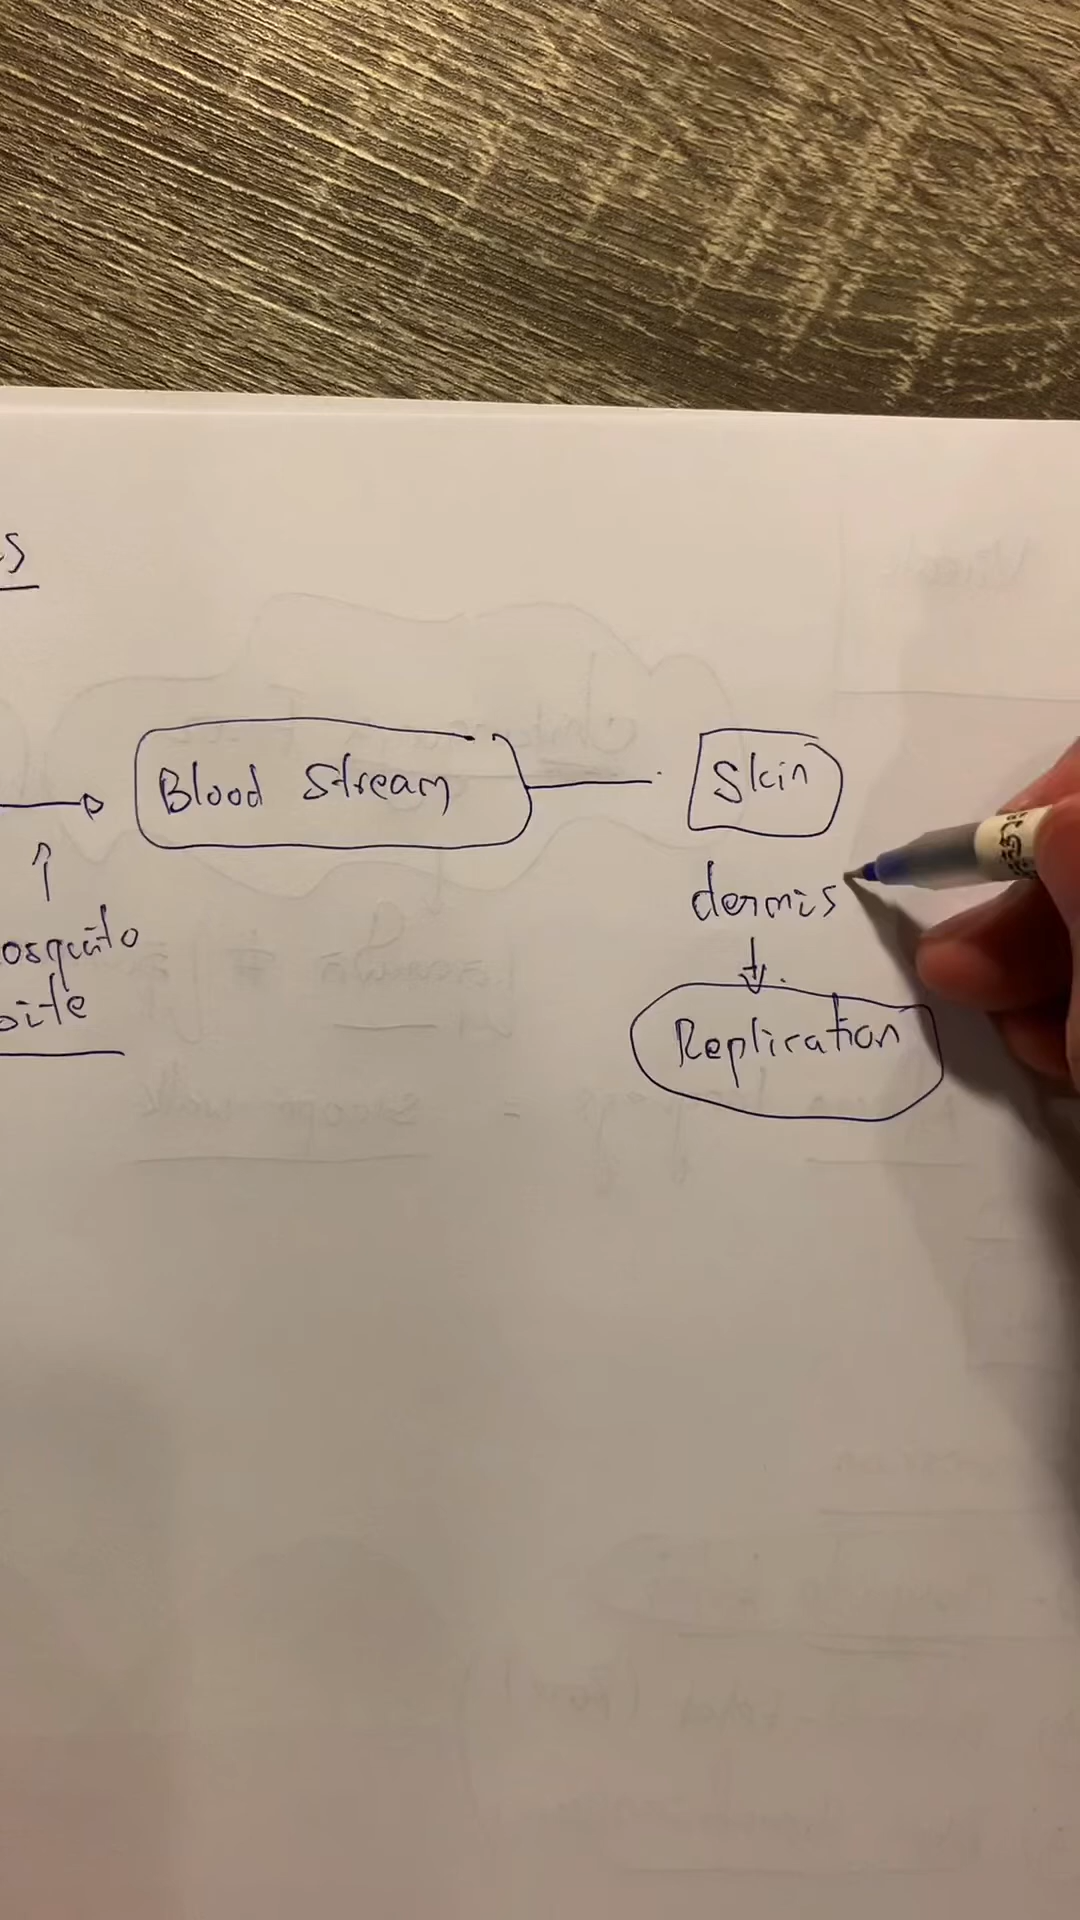 s
Blood Stream
Skin
dermis
osquito
bite
Replication